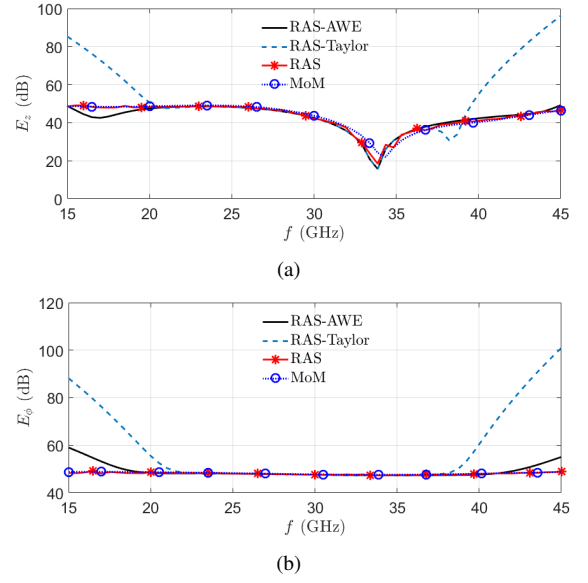 100
80
60
40
20
0
E_z (dB)
RAS-AWE
RAS-Taylor
RAS
MoM
15 20 25 30 35 40 45
f (GHz)
(a)
120
100
80
60
40
E_ϕ (dB)
RAS-AWE
RAS-Taylor
RAS
MoM
15 20 25 30 35 40 45
f (GHz)
(b)